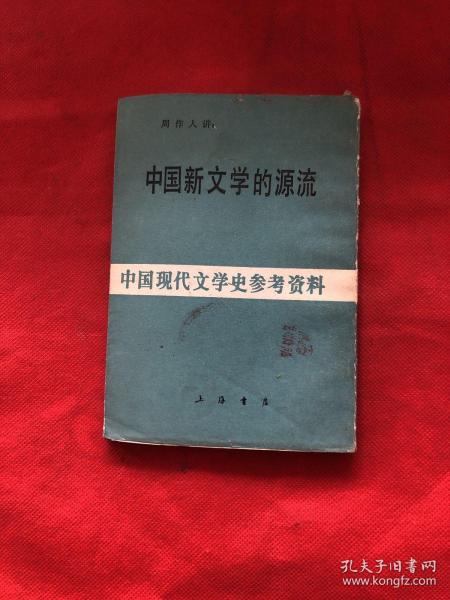 周作人讲
中国新文学的源流
中国现代文学史参考资料
上海书店
孔夫子旧书网
www.kongfz.com